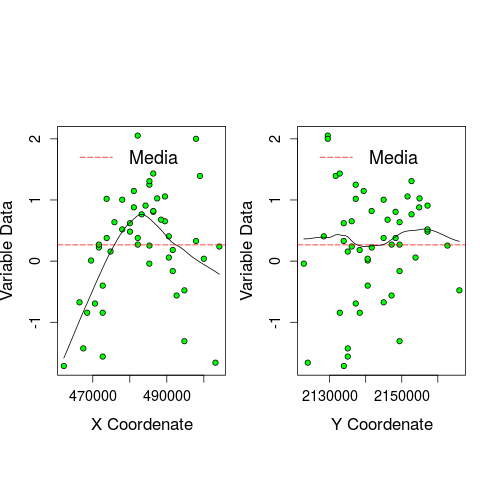 Media
Variable Data
2
1
0
-1
470000 490000
X Coordenate
Media
Variable Data
2
1
0
-1
2130000 2150000
Y Coordenate